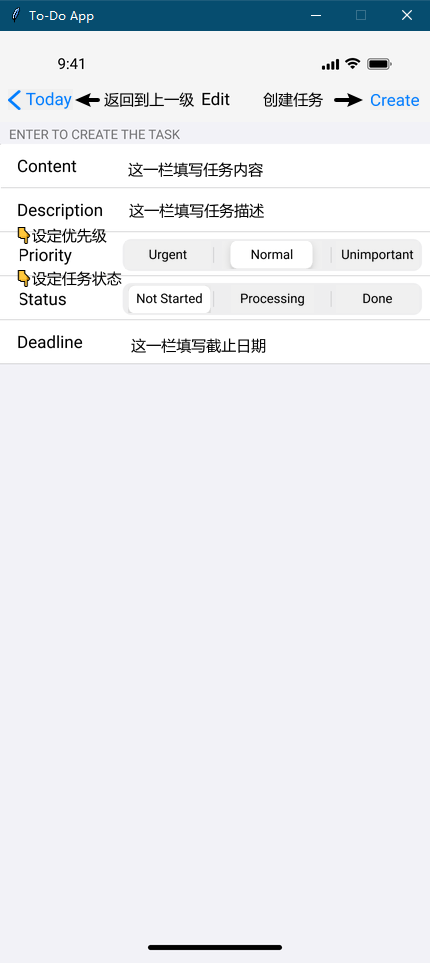 To-Do App
9:41
Today 返回到上一级 Edit 创建任务 Create
ENTER TO CREATE THE TASK
Content 这一栏填写任务内容
Description 这一栏填写任务描述
设定优先级
Priority Urgent Normal Unimportant
设定任务状态
Status Not Started Processing Done
Deadline 这一栏填写截止日期